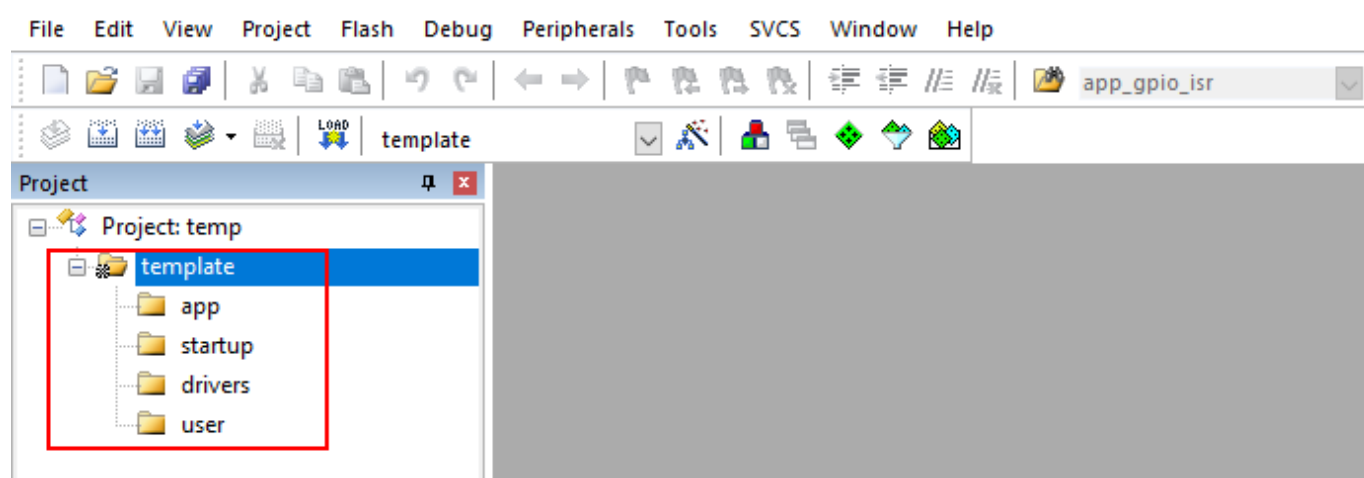 File Edit View Project Flash Debug Peripherals Tools SVCS Window Help
app_gpio_isr
LOAD template
Project
Project: temp
template
app
startup
drivers
user